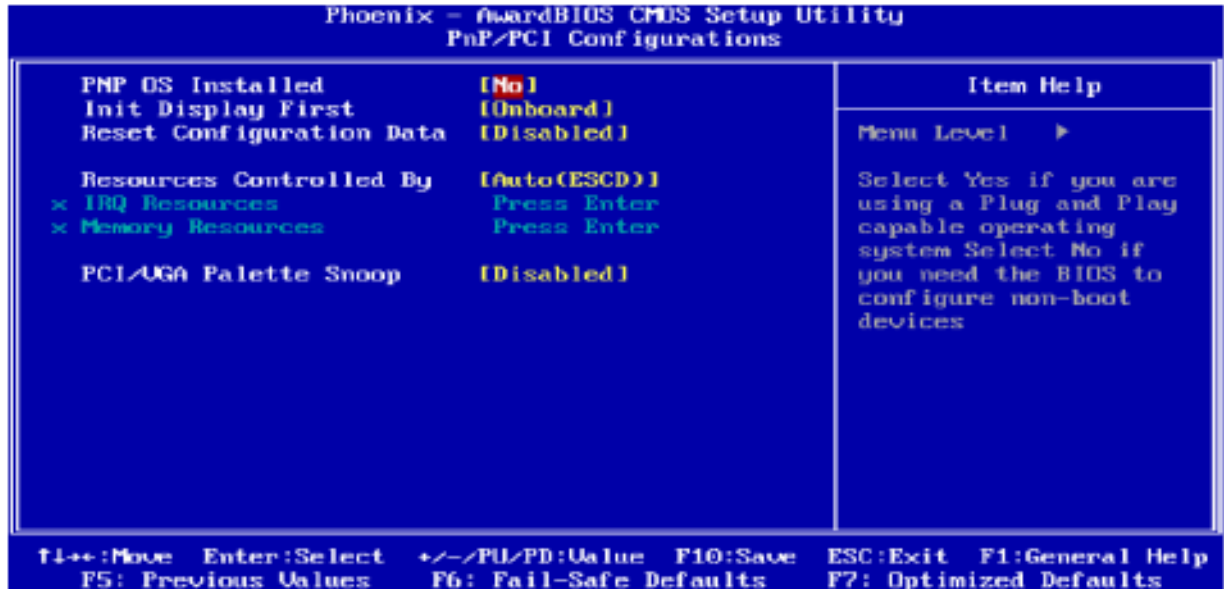 Phoenix - AwardBIOS CMOS Setup Utility
PnP/PCI Configurations
PNP OS Installed [No]
Init Display First [Onboard]
Reset Configuration Data [Disabled]
Resources Controlled By [Auto(ESCD)]
x IRQ Resources Press Enter
x Memory Resources Press Enter
PCI/VGA Palette Snoop [Disabled]
Item Help
Menu Level ▶
Select Yes if you are
using a Plug and Play
capable operating
system Select No if
you need the BIOS to
configure non-boot
devices
↑↓→←:Move Enter:Select +/-/PU/PD:Value F10:Save ESC:Exit F1:General Help
F5: Previous Values F6: Fail-Safe Defaults F7: Optimized Defaults